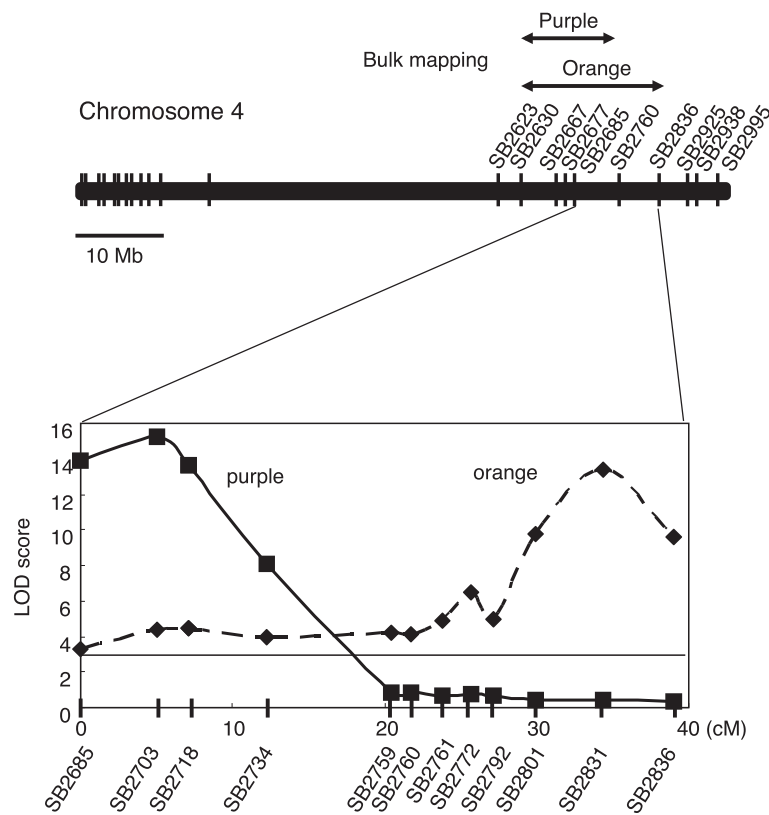 Purple
Bulk mapping
Orange
Chromosome 4
SB2623
SB2630
SB2667
SB2677
SB2685
SB2760
SB2836
SB2925
SB2938
SB2995
10 Mb
16
14
12
10
8
6
4
2
0
LOD score
purple
orange
0
10
20
30
40 (cM)
SB2685
SB2703
SB2718
SB2734
SB2759
SB2760
SB2761
SB2772
SB2792
SB2801
SB2831
SB2836